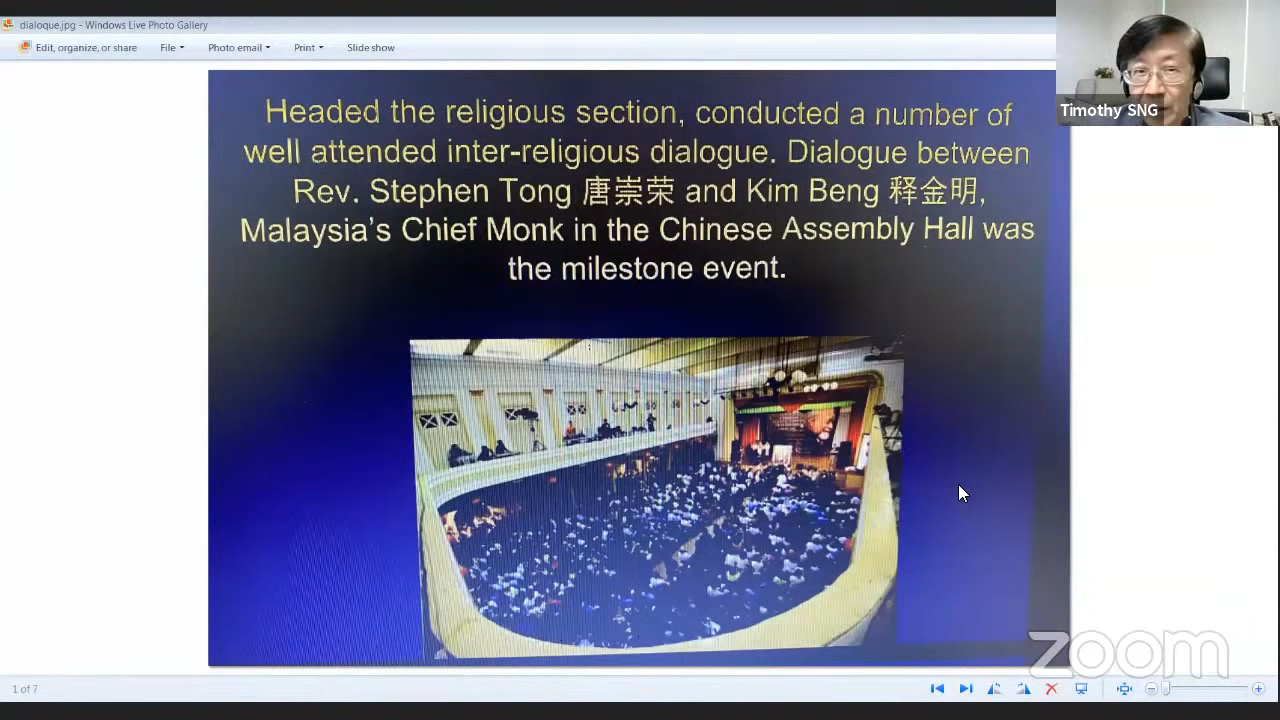 dialoque.jpg - Windows Live Photo Gallery
Edit, organize, or share File Photo email Print Slide show
Timothy SNG
Headed the religious section, conducted a number of
well attended inter-religious dialogue. Dialogue between
Rev. Stephen Tong 唐崇荣 and Kim Beng 释金明,
Malaysia’s Chief Monk in the Chinese Assembly Hall was
the milestone event.
zoom
1 of 7